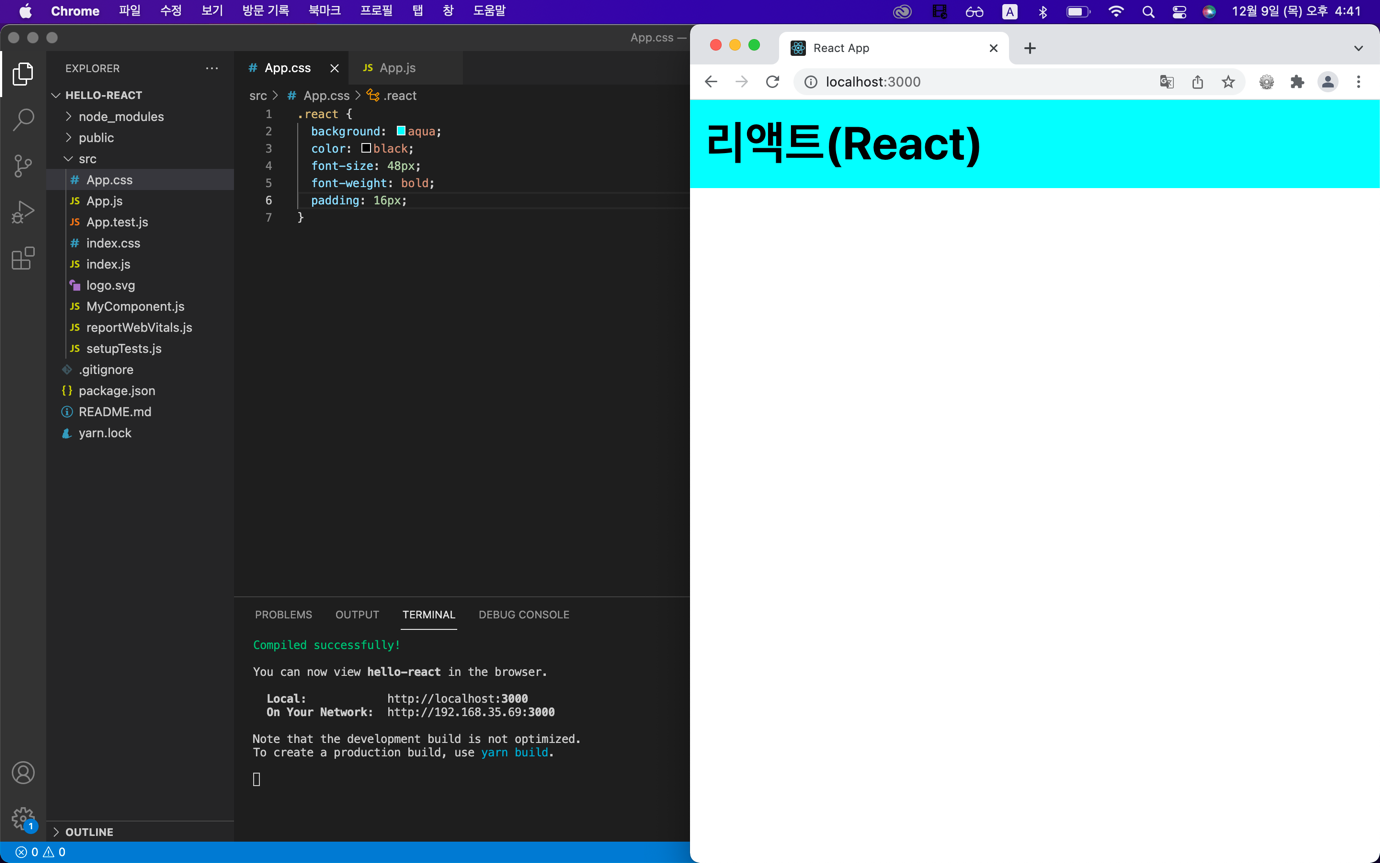 Chrome 파일 수정 보기 방문 기록 북마크 프로필 탭 창 도움말 A 12월 9일 (목) 오후 4:41
App.css —
EXPLORER
HELLO-REACT
node_modules
public
src
App.css
App.js
App.test.js
index.css
index.js
logo.svg
MyComponent.js
reportWebVitals.js
setupTests.js
.gitignore
package.json
README.md
yarn.lock
OUTLINE
1
0 0
# App.css JS App.js
src > # App.css > .react
1 .react {
2 background: aqua;
3 color: black;
4 font-size: 48px;
5 font-weight: bold;
6 padding: 16px;
7 }
PROBLEMS OUTPUT TERMINAL DEBUG CONSOLE
Compiled successfully!
You can now view hello-react in the browser.
Local: http://localhost:3000
On Your Network: http://192.168.35.69:3000
Note that the development build is not optimized.
To create a production build, use yarn build.
React App
localhost:3000
리액트(React)